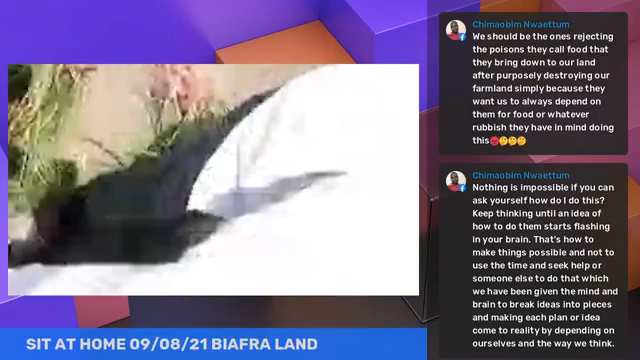 Chimaobim Nwaettum
We should be the ones rejecting
the poisons they call food that
they bring down to our land
after purposely destroying our
farmland simply because they
want us to always depend on
them for food or whatever
rubbish they have in mind doing
this😡🤔🤔🤔
Chimaobim Nwaettum
Nothing is impossible if you can
ask yourself how do I do this?
Keep thinking until an idea of
how to do them starts flashing
in your brain. That's how to
make things possible and not to
use the time and seek help or
someone else to do that which
we have been given the mind and
brain to break ideas into pieces
and making each plan or idea
come to reality by depending on
ourselves and the way we think.
SIT AT HOME 09/08/21 BIAFRA LAND